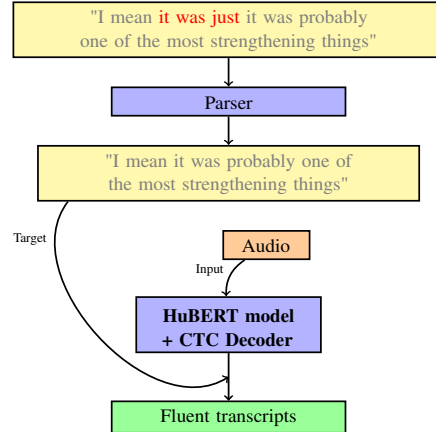 "I mean it was just it was probably
one of the most strengthening things"
Parser
"I mean it was probably one of
the most strengthening things"
Target
Audio
Input
HuBERT model
+ CTC Decoder
Fluent transcripts